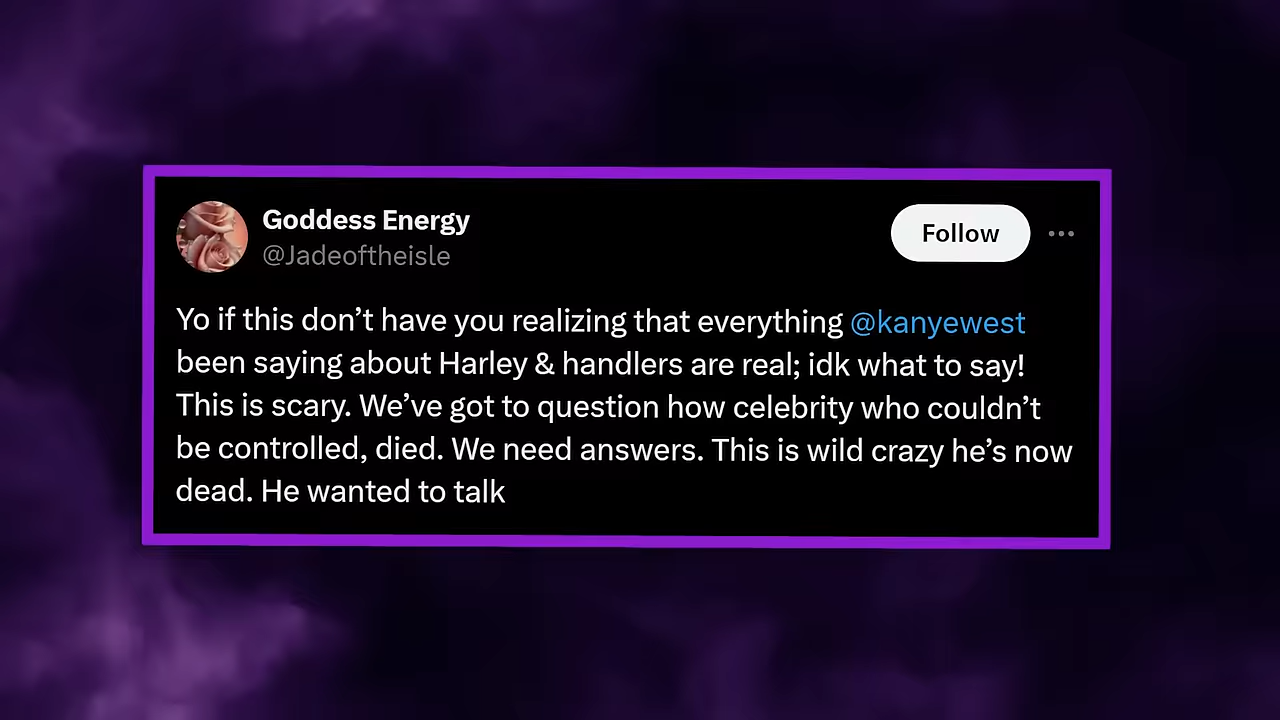 Goddess Energy
@Jadeoftheisle
Follow
Yo if this don’t have you realizing that everything @kanyewest
been saying about Harley & handlers are real; idk what to say!
This is scary. We’ve got to question how celebrity who couldn’t
be controlled, died. We need answers. This is wild crazy he’s now
dead. He wanted to talk